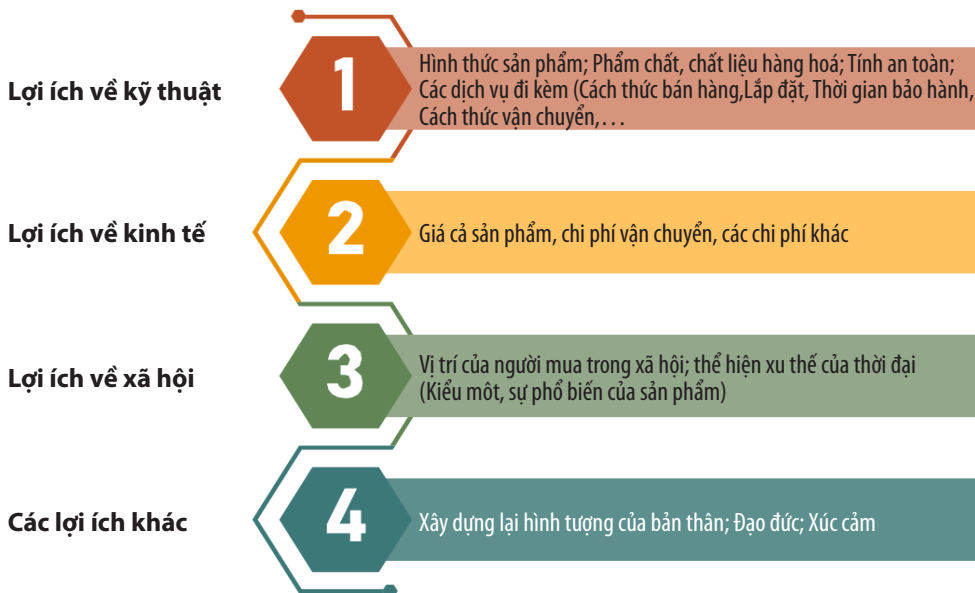 Lợi ích về kỹ thuật
1
Hình thức sản phẩm; Phẩm chất, chất liệu hàng hoá; Tính an toàn;
Các dịch vụ đi kèm (Cách thức bán hàng,Lắp đặt, Thời gian bảo hành,
Cách thức vận chuyển,…
Lợi ích về kinh tế
2
Giá cả sản phẩm, chi phí vận chuyển, các chi phí khác
Lợi ích về xã hội
3
Vị trí của người mua trong xã hội; thể hiện xu thế của thời đại
(Kiểu môt, sự phổ biến của sản phẩm)
Các lợi ích khác
4
Xây dựng lại hình tượng của bản thân; Đạo đức; Xúc cảm